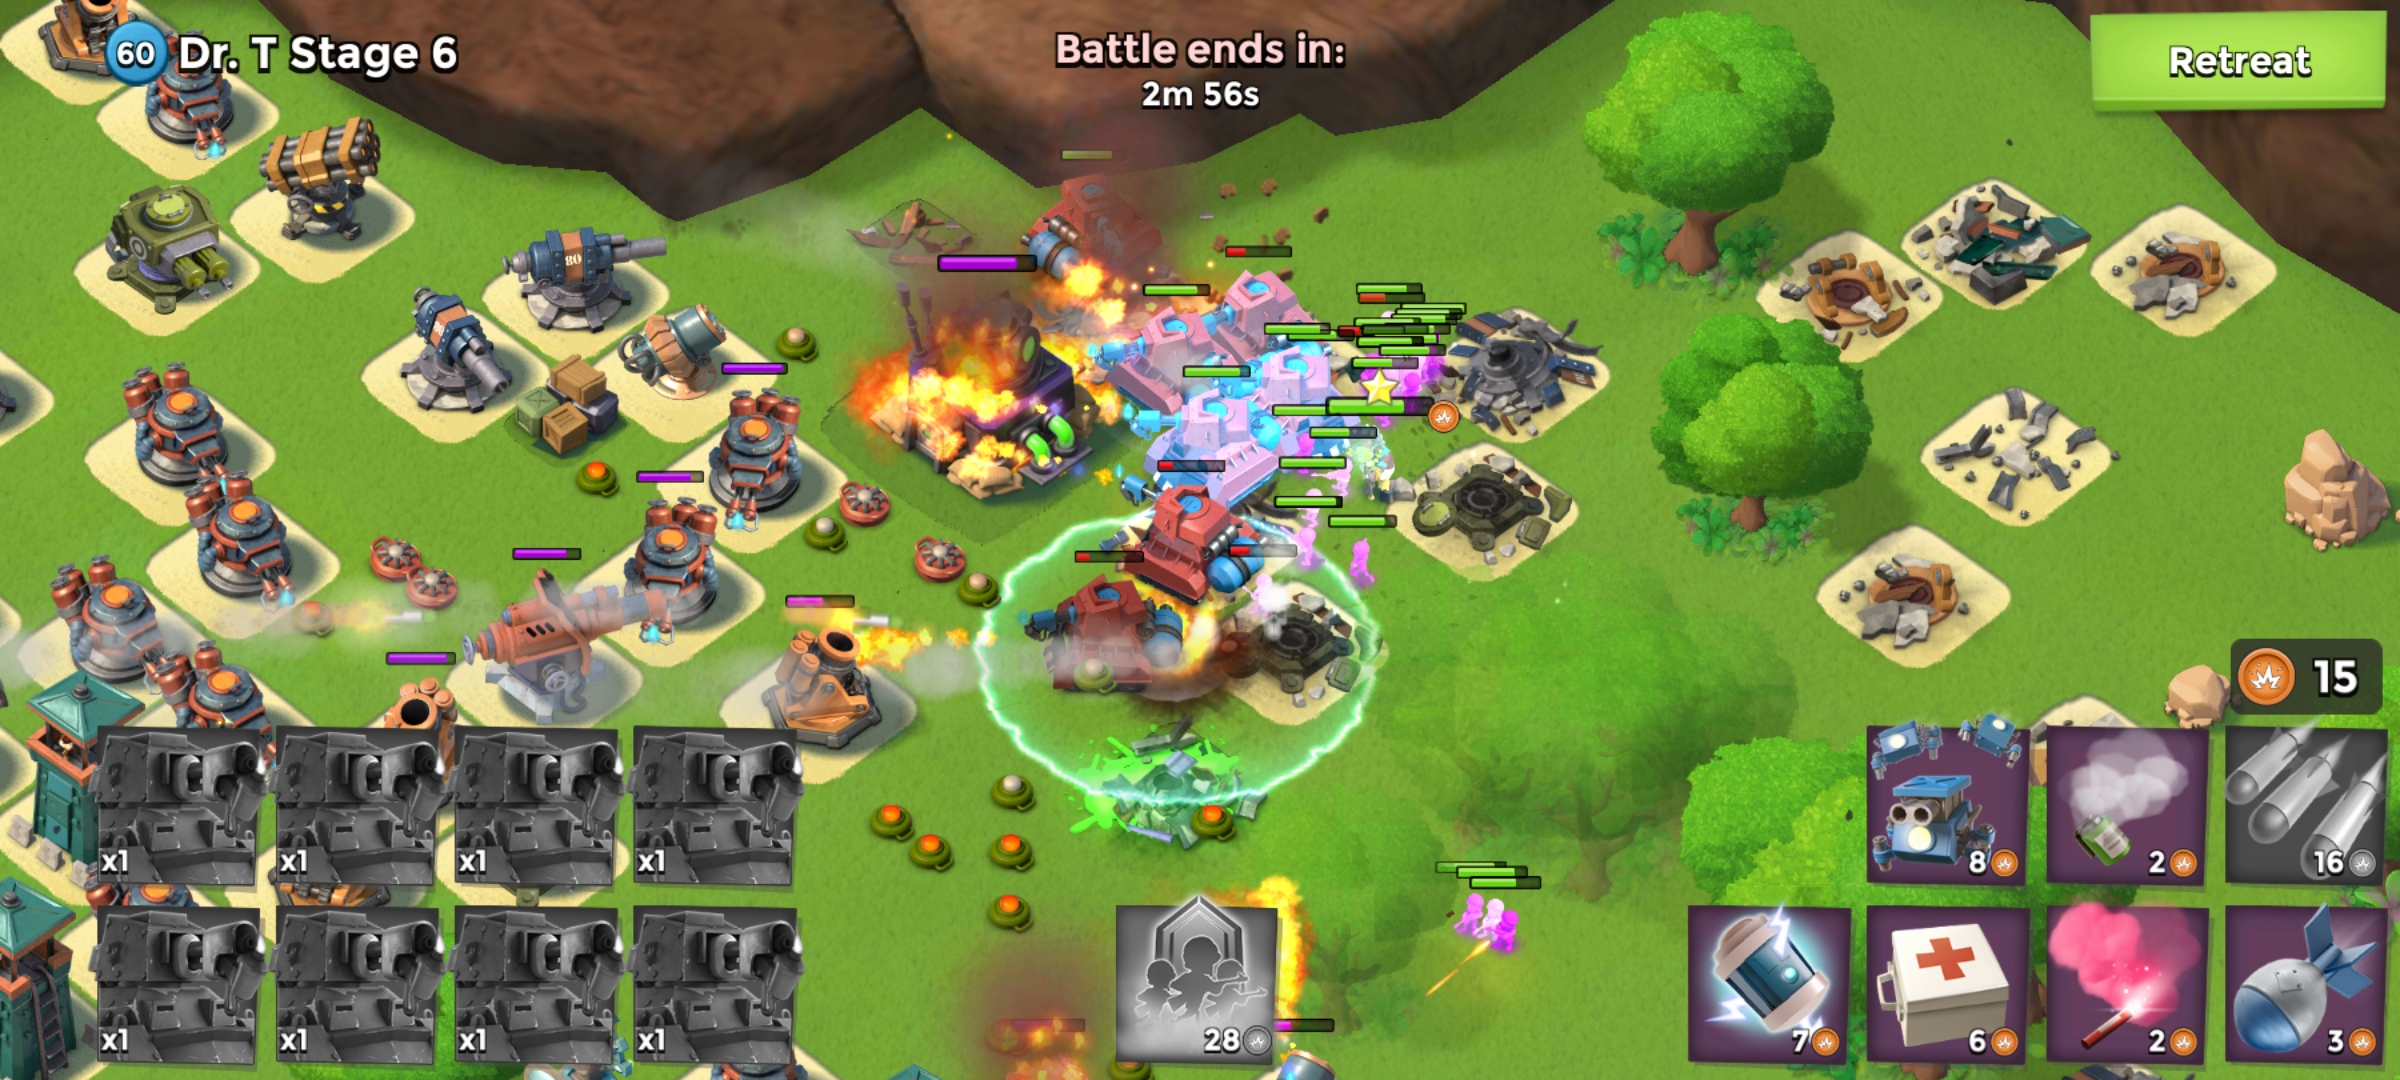 60 Dr. T Stage 6
Battle ends in:
2m 56s
Retreat
80
15
x1 x1 x1 x1
8 2 16
x1 x1 x1 x1
28
7 6 2 3